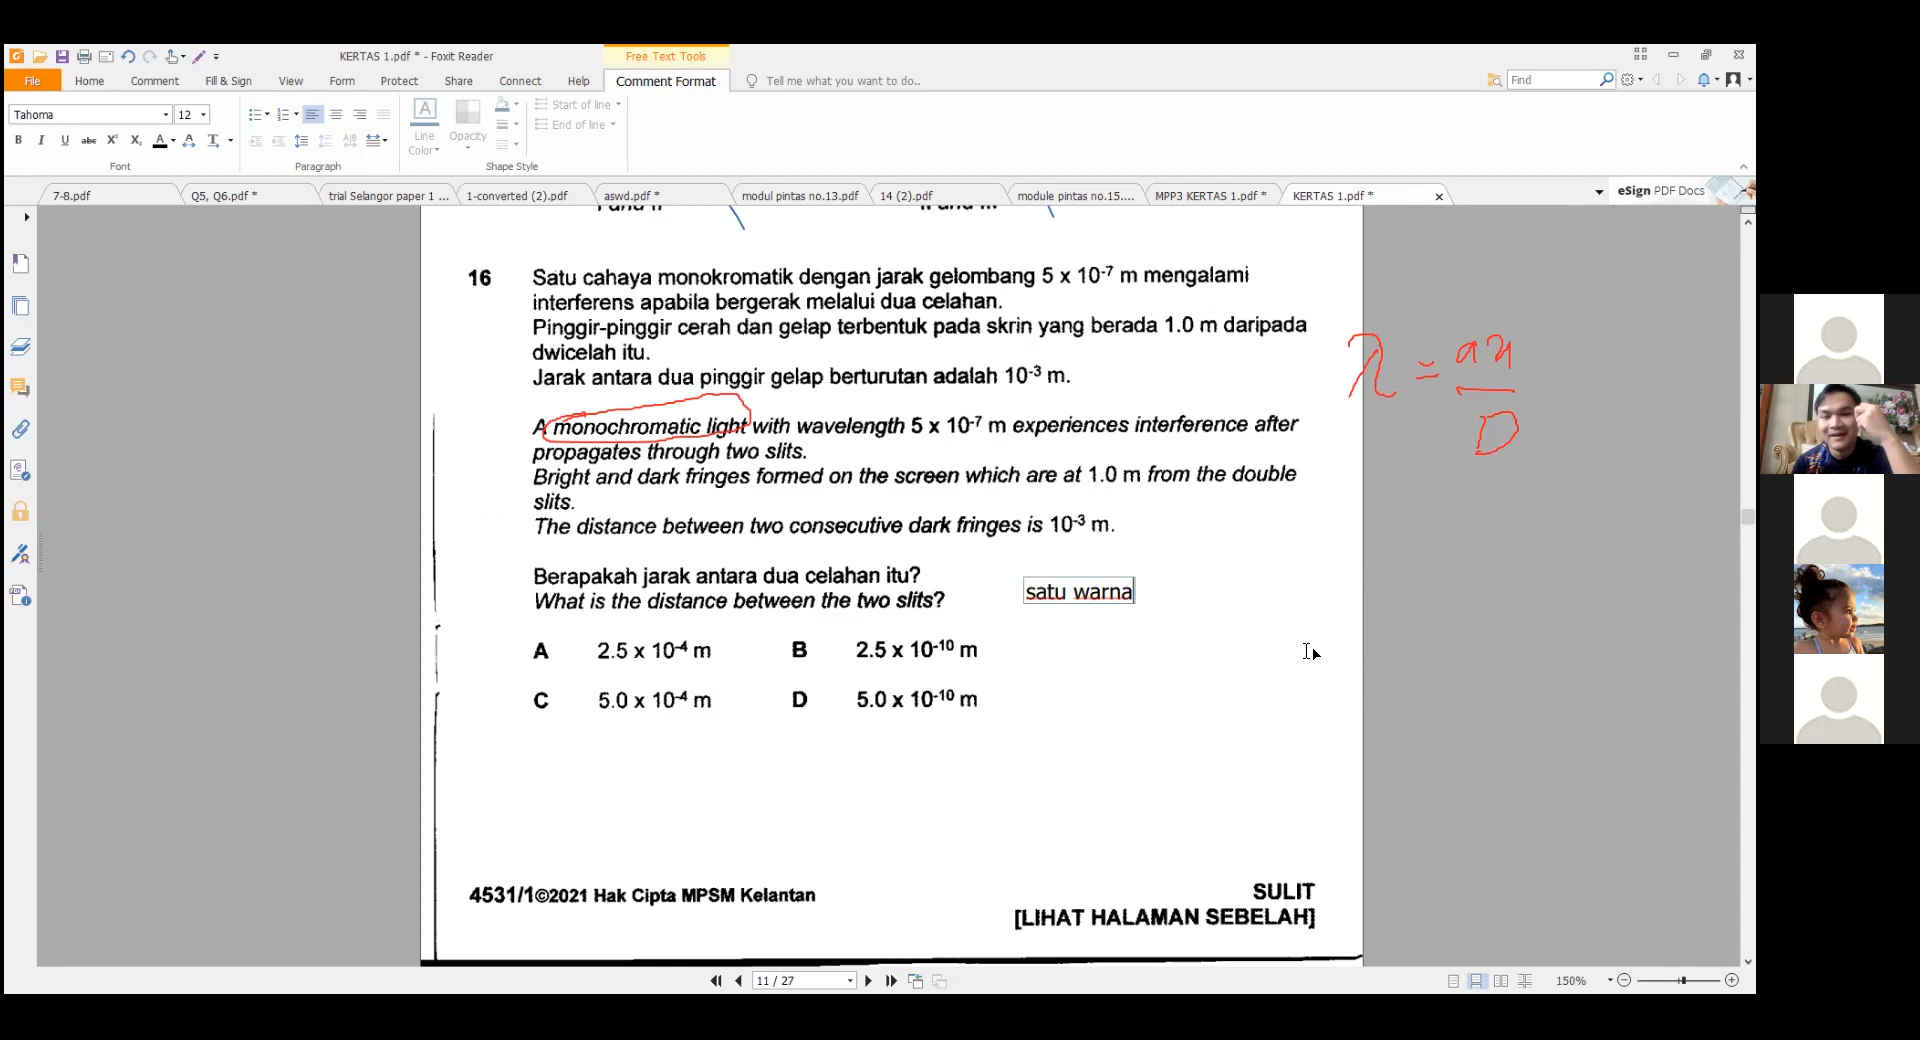 KERTAS 1.pdf * - Foxit Reader
Free Text Tools
File
Home
Comment
Fill & Sign
View
Form
Protect
Share
Connect
Help
Comment Format
Tell me what you want to do..
Find
Tahoma
12
Start of line
End of line
B I U abc X² X₂ A
Line Color
Opacity
Font
Paragraph
Shape Style
7-8.pdf
Q5, Q6.pdf *
trial Selangor paper 1 ...
1-converted (2).pdf
aswd.pdf *
modul pintas no.13.pdf
14 (2).pdf
module pintas no.15....
MPP3 KERTAS 1.pdf *
KERTAS 1.pdf *
eSign PDF Docs
16 Satu cahaya monokromatik dengan jarak gelombang 5 x 10⁻⁷ m mengalami
interferens apabila bergerak melalui dua celahan.
Pinggir-pinggir cerah dan gelap terbentuk pada skrin yang berada 1.0 m daripada
dwicelah itu.
Jarak antara dua pinggir gelap berturutan adalah 10⁻³ m.
λ = ax
D
A monochromatic light with wavelength 5 x 10⁻⁷ m experiences interference after
propagates through two slits.
Bright and dark fringes formed on the screen which are at 1.0 m from the double
slits.
The distance between two consecutive dark fringes is 10⁻³ m.
Berapakah jarak antara dua celahan itu?
What is the distance between the two slits?
satu warna
A 2.5 x 10⁻⁴ m B 2.5 x 10⁻¹⁰ m
C 5.0 x 10⁻⁴ m D 5.0 x 10⁻¹⁰ m
4531/1©2021 Hak Cipta MPSM Kelantan
SULIT
[LIHAT HALAMAN SEBELAH]
11 / 27
150%